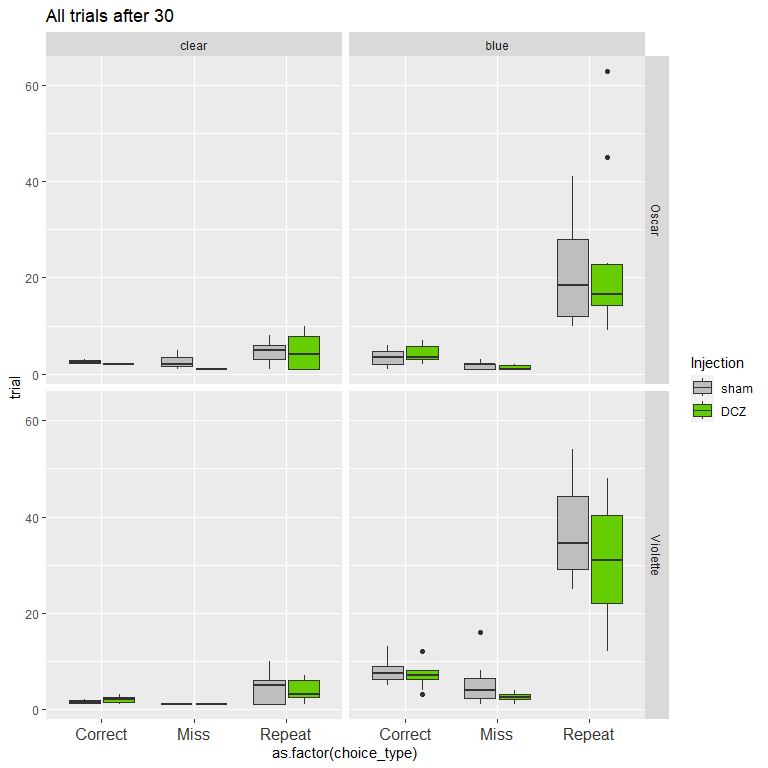 All trials after 30
clear
blue
60
40
20
0
Oscar
60
40
20
0
Violette
trial
Correct
Miss
Repeat
Correct
Miss
Repeat
as.factor(choice_type)
Injection
sham
DCZ